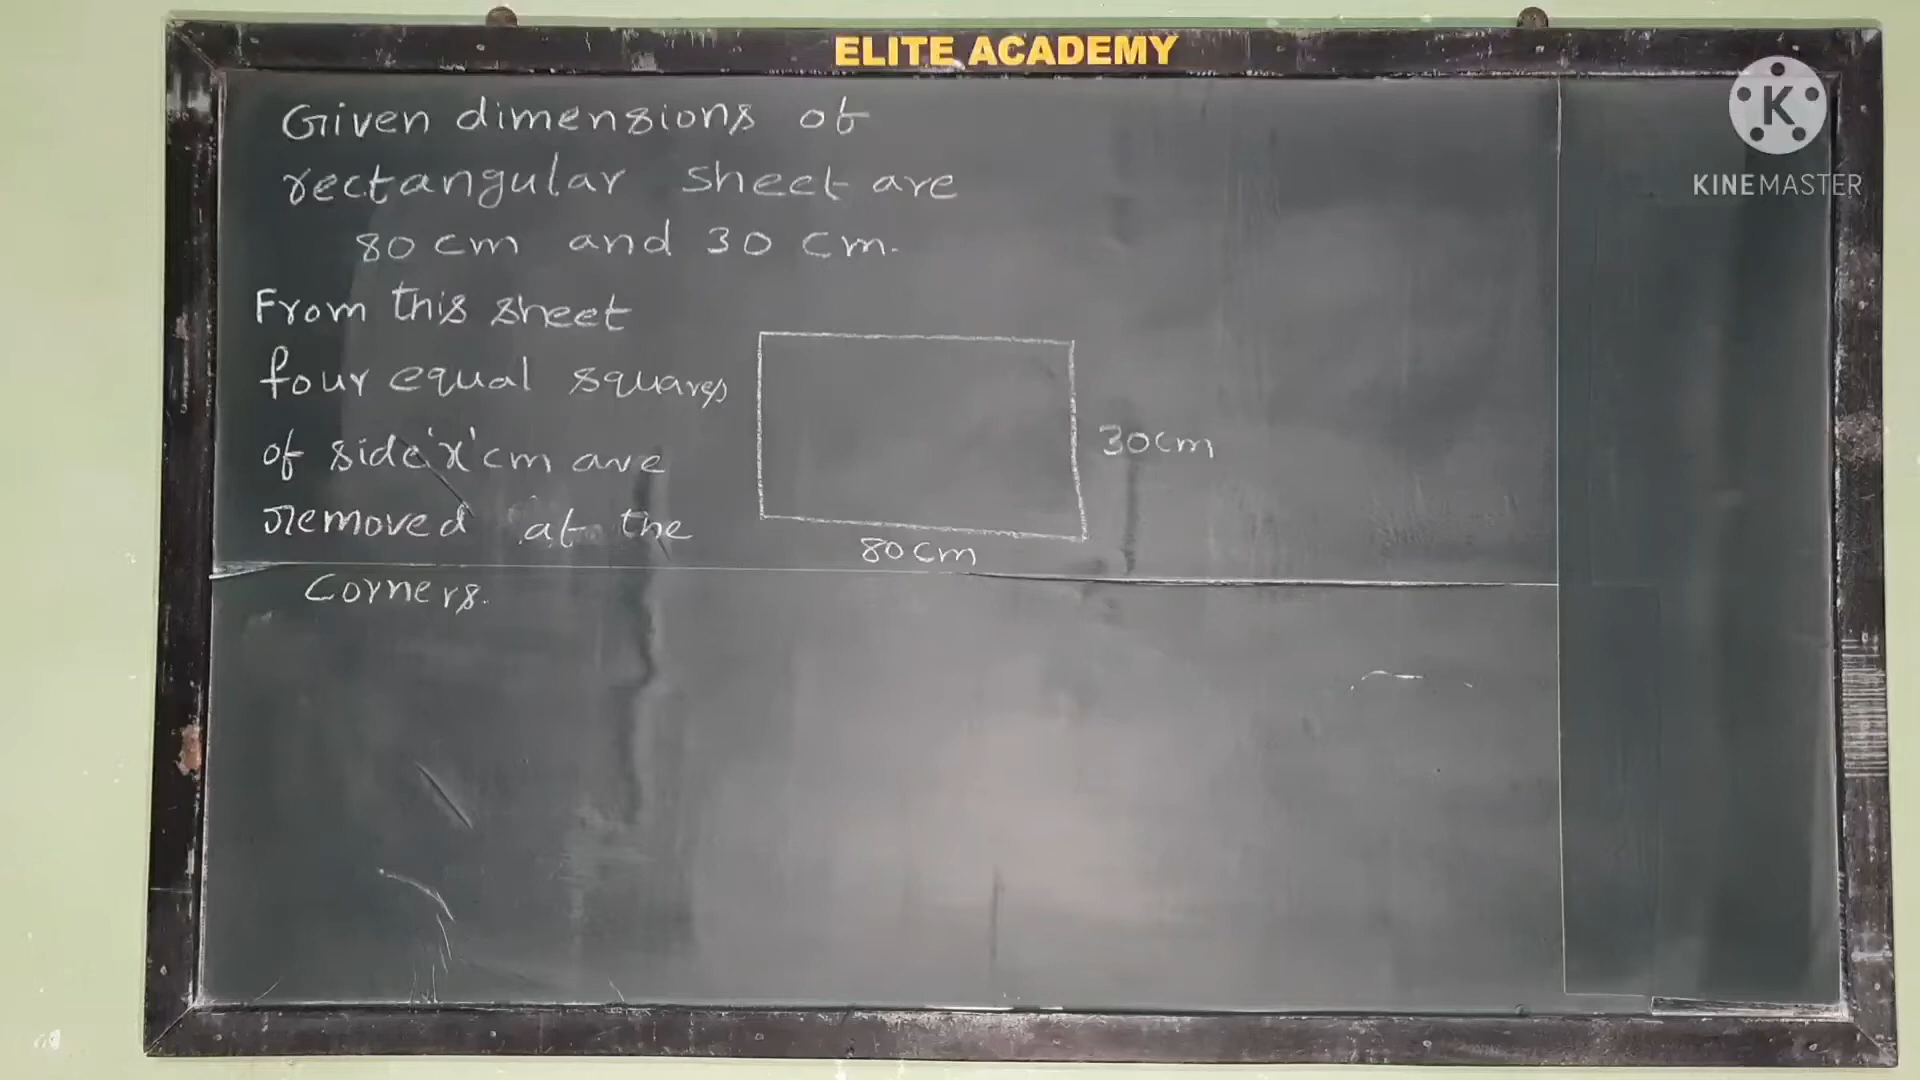 ELITE ACADEMY
K
KINEMASTER
Given dimensions of
rectangular sheet are
80 cm and 30 cm.
From this sheet
four equal squares
of side 'x' cm are
removed at the
Corners.
30cm
80cm